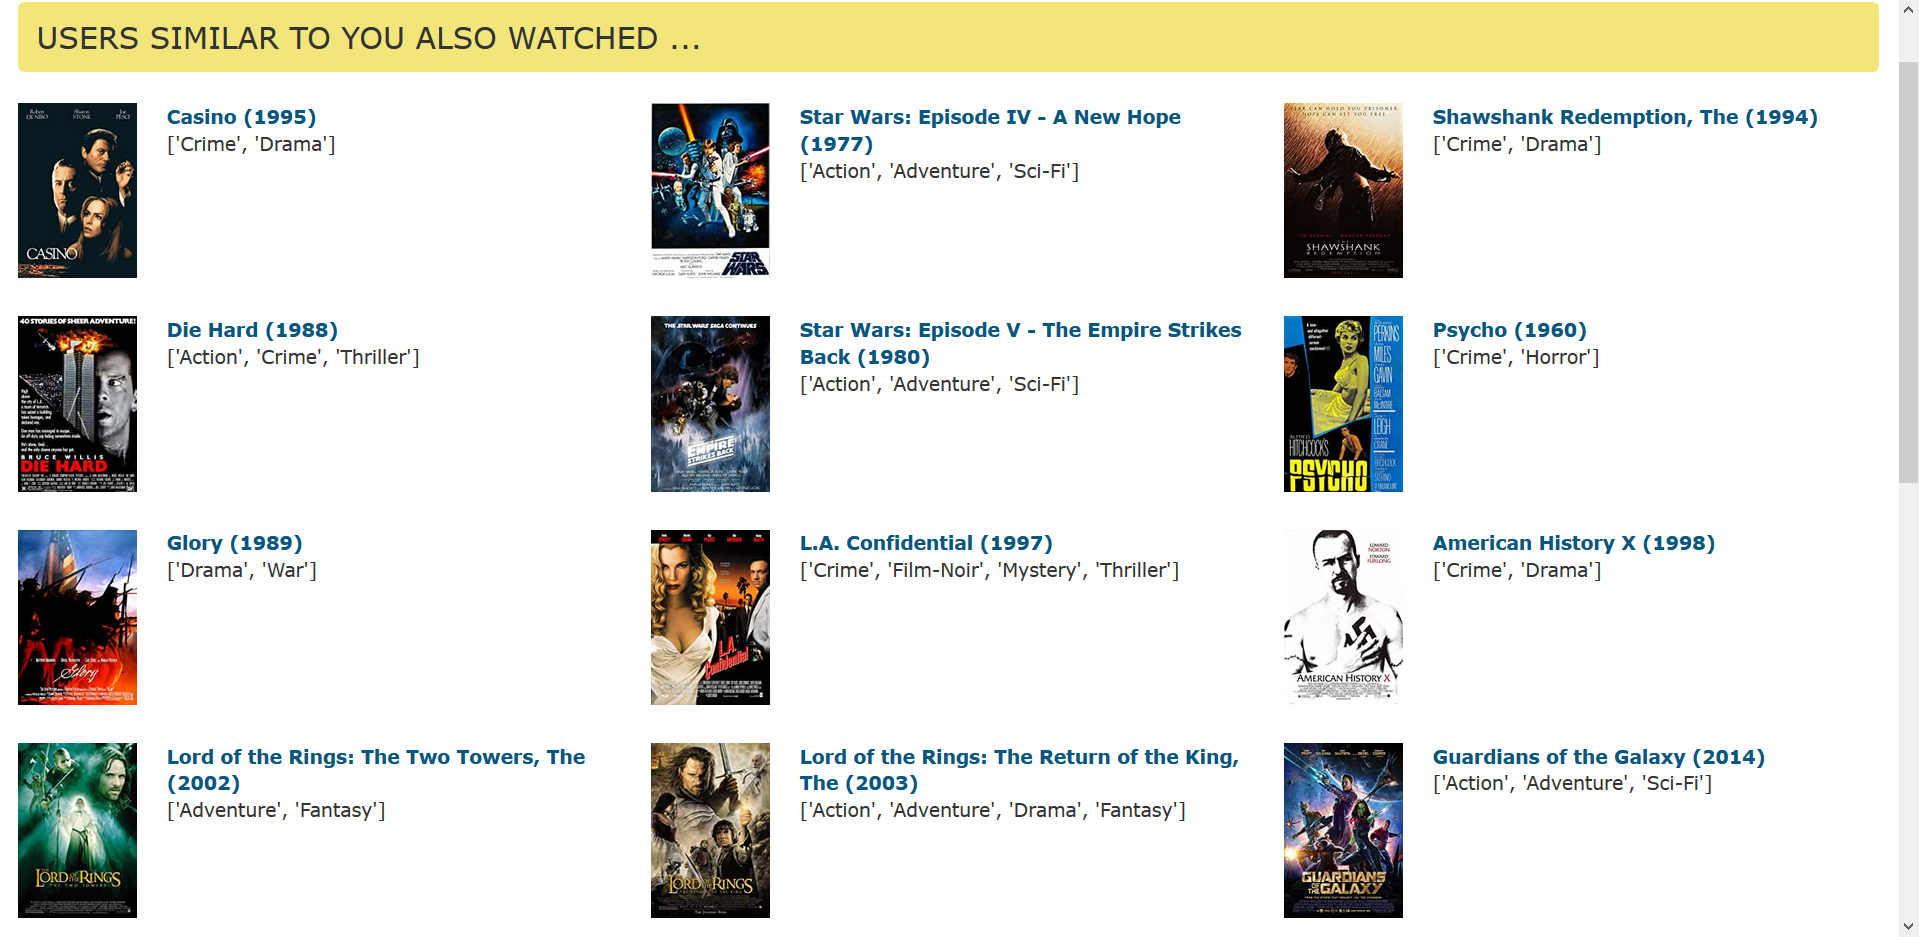 USERS SIMILAR TO YOU ALSO WATCHED ...
Robert DE NIRO
Sharon STONE
Joe PESCI
CASINO
Casino (1995)
['Crime', 'Drama']
STAR WARS
Star Wars: Episode IV - A New Hope
(1977)
['Action', 'Adventure', 'Sci-Fi']
FEAR CAN HOLD YOU PRISONER.
HOPE CAN SET YOU FREE.
TIM ROBBINS MORGAN FREEMAN
THE
SHAWSHANK
REDEMPTION
Shawshank Redemption, The (1994)
['Crime', 'Drama']
40 STORIES OF SHEER ADVENTURE!
BRUCE WILLIS
DIE HARD
Die Hard (1988)
['Action', 'Crime', 'Thriller']
THE STAR WARS SAGA CONTINUES
EMPIRE
STRIKES BACK
Star Wars: Episode V - The Empire Strikes
Back (1980)
['Action', 'Adventure', 'Sci-Fi']
PERKINS
MILES
GAVIN
BALSAM
McINTIRE
LEIGH
ALFRED
HITCHCOCK'S
PSYCHO
Psycho (1960)
['Crime', 'Horror']
Glory
Glory (1989)
['Drama', 'War']
L.A.
Confidential
L.A. Confidential (1997)
['Crime', 'Film-Noir', 'Mystery', 'Thriller']
EDWARD
NORTON
EDWARD
FURLONG
AMERICAN HISTORY X
American History X (1998)
['Crime', 'Drama']
THE LORD OF THE RINGS
THE TWO TOWERS
Lord of the Rings: The Two Towers, The
(2002)
['Adventure', 'Fantasy']
THE LORD OF THE RINGS
THE RETURN OF THE KING
Lord of the Rings: The Return of the King,
The (2003)
['Action', 'Adventure', 'Drama', 'Fantasy']
MARVEL
GUARDIANS
OF THE GALAXY
Guardians of the Galaxy (2014)
['Action', 'Adventure', 'Sci-Fi']